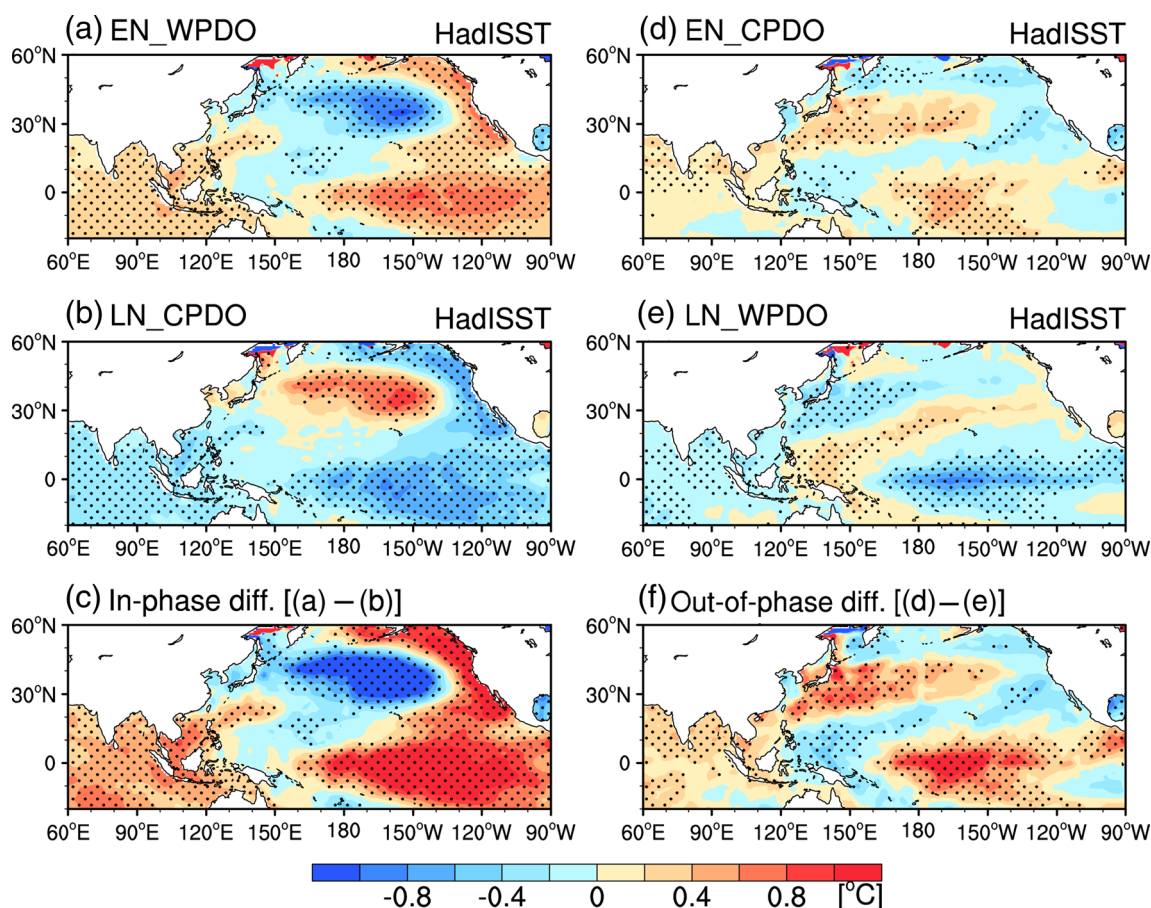 (a) EN_WPDO HadISST
60°N
30°N
0
60°E 90°E 120°E 150°E 180 150°W 120°W 90°W
(d) EN_CPDO HadISST
60°N
30°N
0
60°E 90°E 120°E 150°E 180 150°W 120°W 90°W
(b) LN_CPDO HadISST
60°N
30°N
0
60°E 90°E 120°E 150°E 180 150°W 120°W 90°W
(e) LN_WPDO HadISST
60°N
30°N
0
60°E 90°E 120°E 150°E 180 150°W 120°W 90°W
(c) In-phase diff. [(a) – (b)]
60°N
30°N
0
60°E 90°E 120°E 150°E 180 150°W 120°W 90°W
(f) Out-of-phase diff. [(d) – (e)]
60°N
30°N
0
60°E 90°E 120°E 150°E 180 150°W 120°W 90°W
-0.8 -0.4 0 0.4 0.8 [°C]